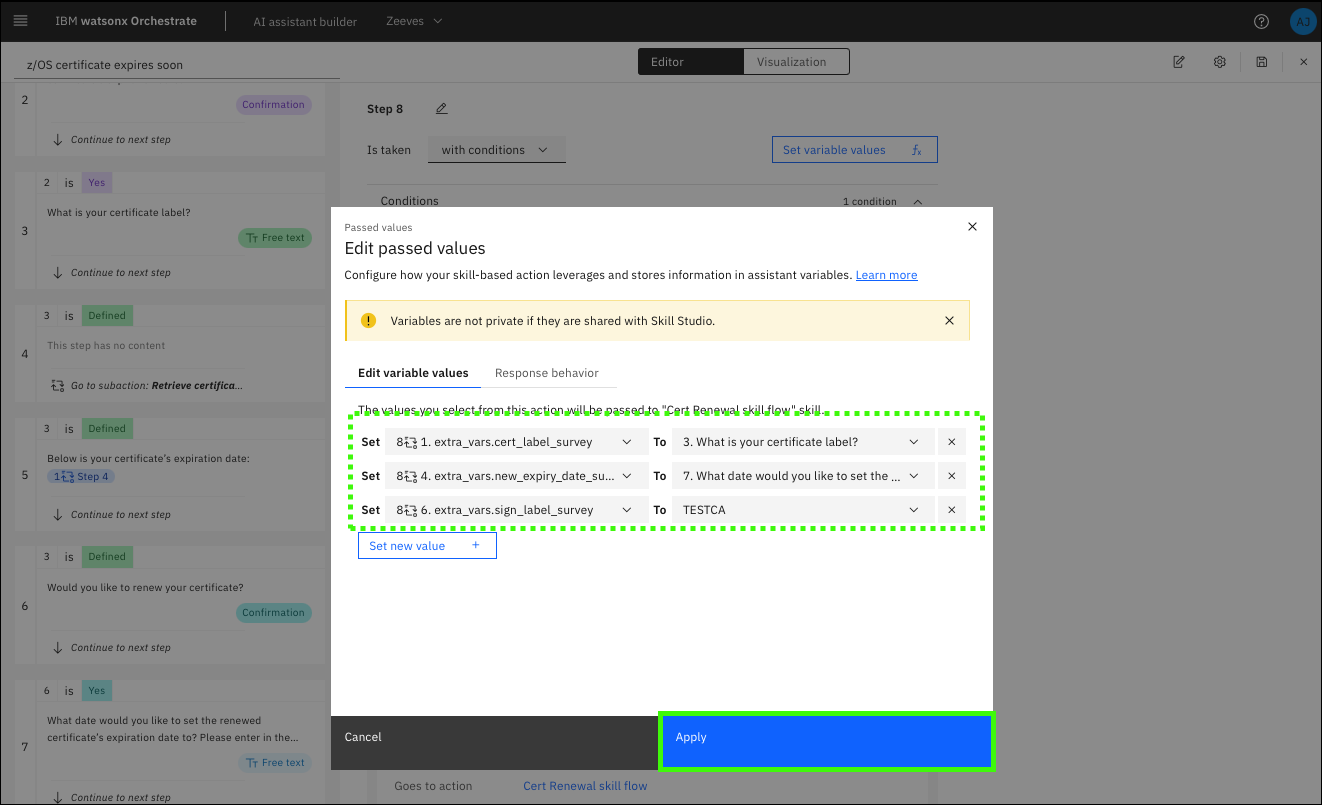 IBM watsonx Orchestrate
AI assistant builder
Zeeves
AJ
z/OS certificate expires soon
Editor
Visualization
2
Confirmation
Continue to next step
2 is Yes
What is your certificate label?
3
Free text
Continue to next step
3 is Defined
This step has no content
4
Go to subaction: Retrieve certifica...
3 is Defined
Below is your certificate's expiration date:
5
1 Step 4
Continue to next step
3 is Defined
Would you like to renew your certificate?
6
Confirmation
Continue to next step
6 is Yes
What date would you like to set the renewed
certificate's expiration date to? Please enter in the...
7
Free text
Continue to next step
Step 8
Is taken
with conditions
Set variable values fx
Conditions
1 condition
Passed values
Edit passed values
Configure how your skill-based action leverages and stores information in assistant variables. Learn more
Variables are not private if they are shared with Skill Studio.
Edit variable values
Response behavior
The values you select from this action will be passed to "Cert Renewal skill flow" skill.
Set 8 1. extra_vars.cert_label_survey To 3. What is your certificate label?
Set 8 4. extra_vars.new_expiry_date_su... To 7. What date would you like to set the ...
Set 8 6. extra_vars.sign_label_survey To TESTCA
Set new value +
Cancel
Apply
Goes to action
Cert Renewal skill flow